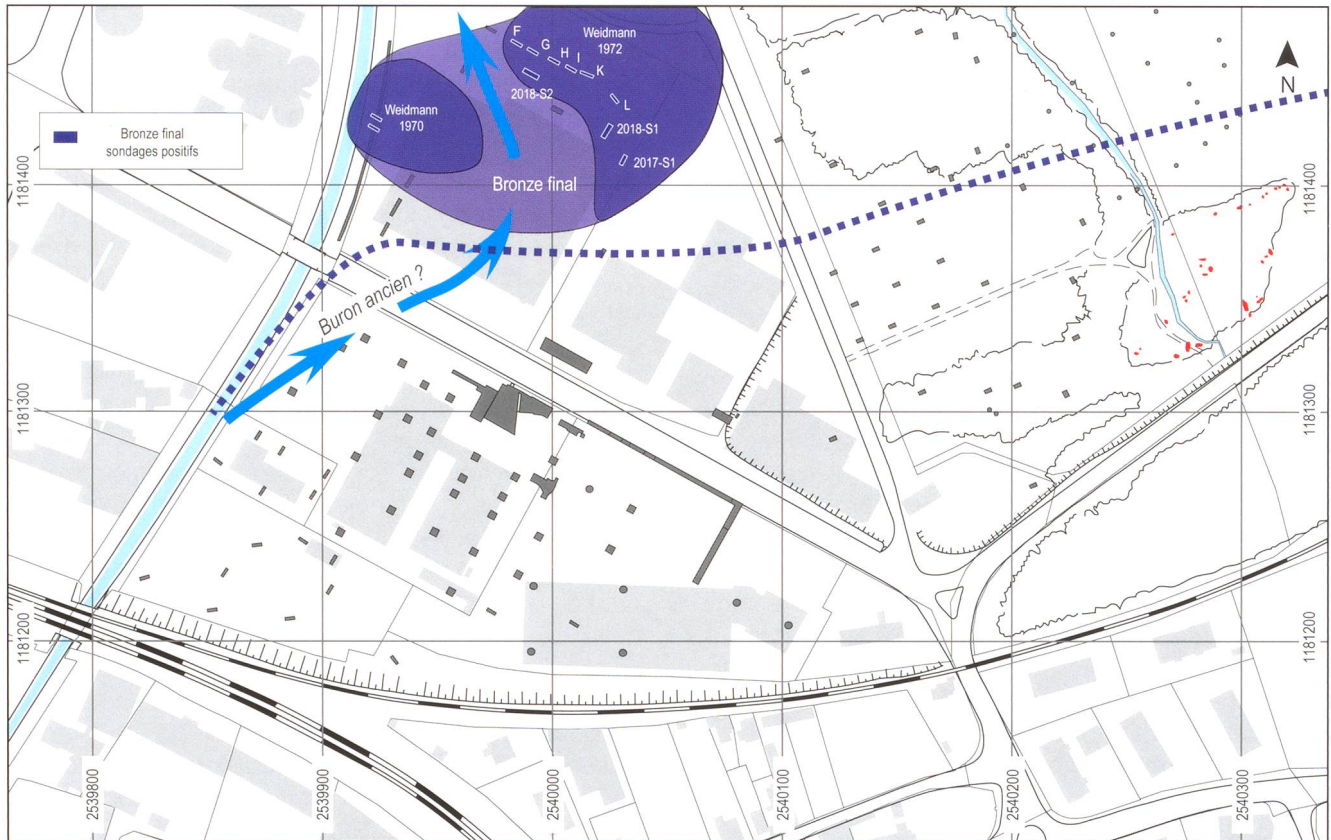 F
G
H
I
K
Weidmann
1972
2018-S2
L
2018-S1
2017-S1
Weidmann
1970
Bronze final
N
Bronze final
sondages positifs
Buron ancien ?
1181400
1181400
1181300
1181300
1181200
1181200
2539800
2539900
2540000
2540100
2540200
2540300